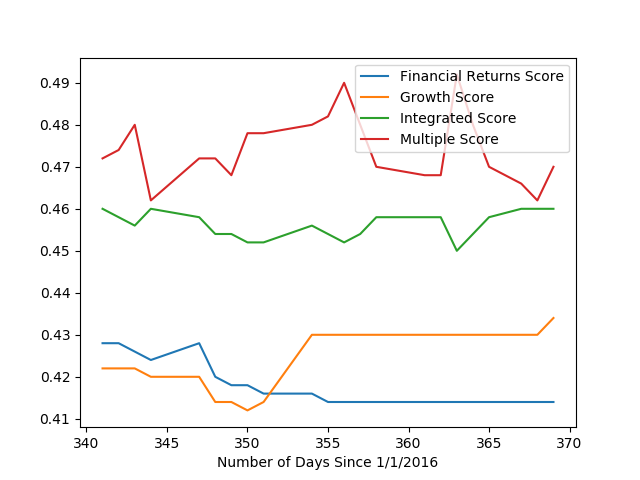 0.49
0.48
0.47
0.46
0.45
0.44
0.43
0.42
0.41
Financial Returns Score
Growth Score
Integrated Score
Multiple Score
340 345 350 355 360 365 370
Number of Days Since 1/1/2016